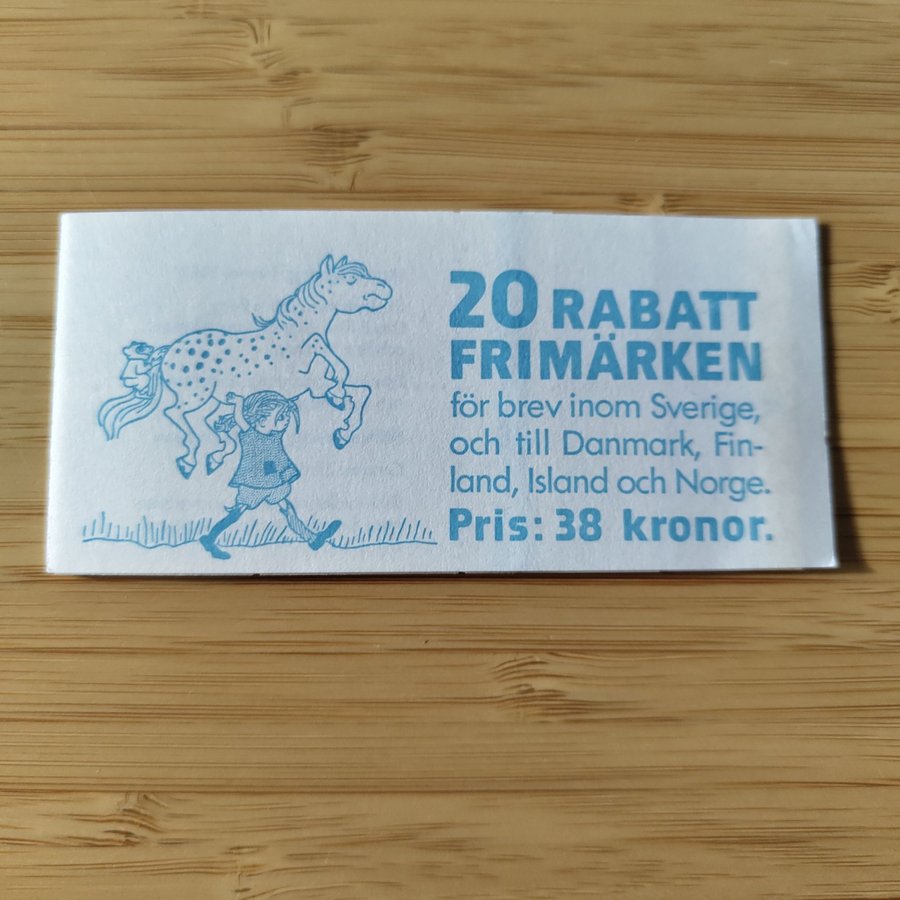 20 RABATT
FRIMÄRKEN
för brev inom Sverige,
och till Danmark, Fin-
land, Island och Norge.
Pris: 38 kronor.